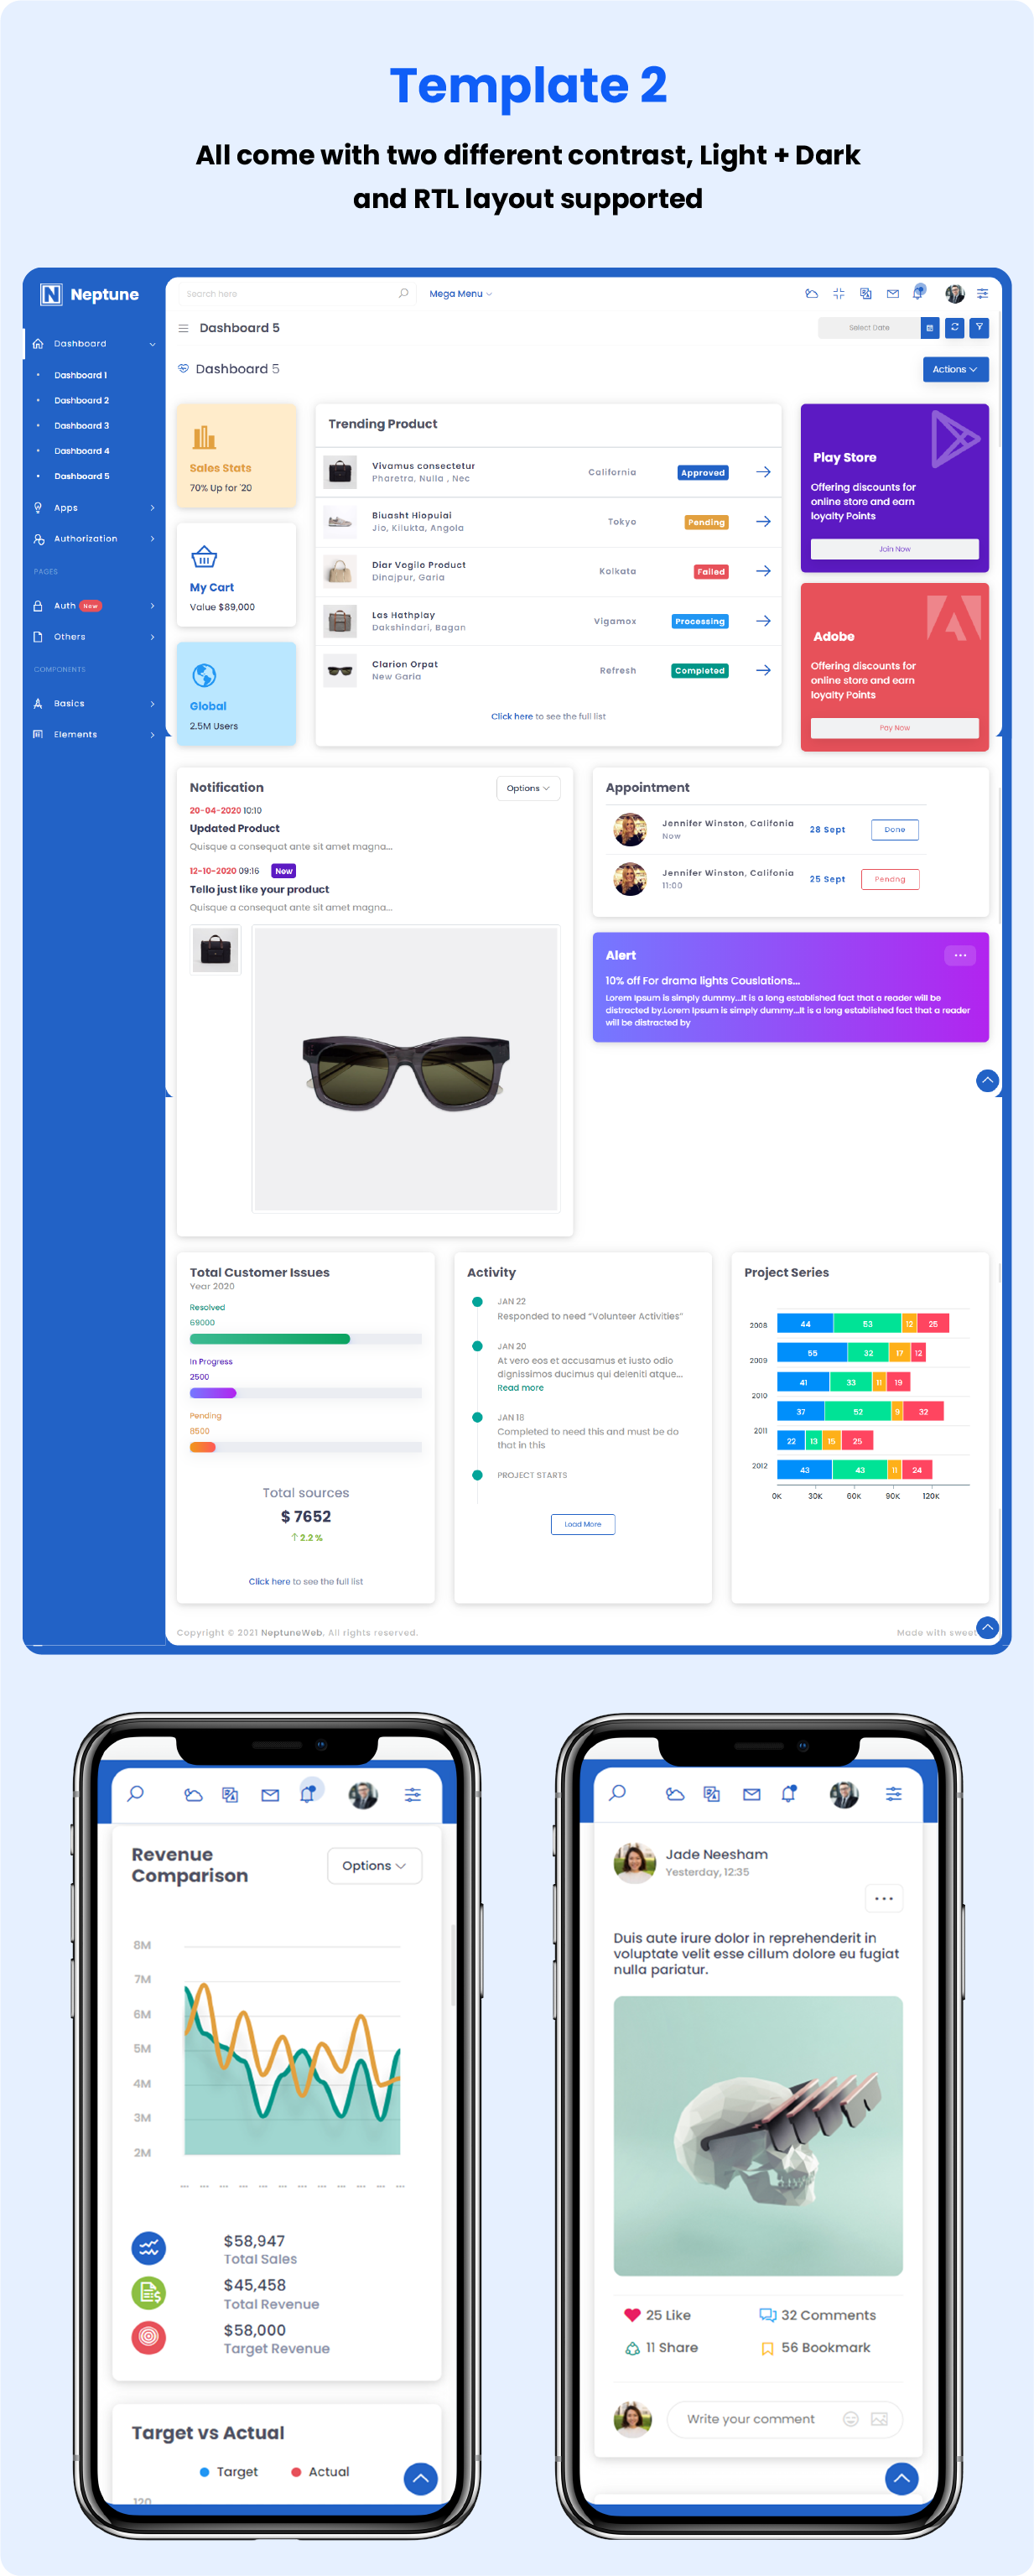 Template 2
All come with two different contrast, Light + Dark
and RTL layout supported
Neptune
Search here
Mega Menu
Dashboard
Dashboard 1
Dashboard 2
Dashboard 3
Dashboard 4
Dashboard 5
Apps
Authorization
PAGES
Auth New
Others
COMPONENTS
Basics
Elements
Dashboard 5
Select Date
Dashboard 5
Actions
Sales Stats
70% Up for '20
My Cart
Value $89,000
Global
2.5M Users
Trending Product
Vivamus consectetur California Approved
Pharetra, Nulla , Nec
Biuasht Hiopuiai Tokyo Pending
Jio, Kilukta, Angola
Diar Vogilo Product Kolkata Failed
Dinajpur, Garia
Las Hathplay Vigamox Processing
Dakshindari, Bagan
Clarion Orpat Refresh Completed
New Garia
Click here to see the full list
Play Store
Offering discounts for
online store and earn
loyalty Points
Join Now
Adobe
Offering discounts for
online store and earn
loyalty Points
Pay Now
Notification
Options
20-04-2020 10:10
Updated Product
Quisque a consequat ante sit amet magna...
12-10-2020 09:16 New
Tello just like your product
Quisque a consequat ante sit amet magna...
Appointment
Jennifer Winston, Califonia 28 Sept Done
Now
Jennifer Winston, Califonia 25 Sept Pendng
11:00
Alert
10% off For drama lights Couslations...
Lorem Ipsum is simply dummy...It is a long established fact that a reader will be
distracted by.Lorem Ipsum is simply dummy...It is a long established fact that a reader
will be distracted by
Total Customer Issues
Year 2020
Resolved
69000
In Progress
2500
Pending
8500
Total sources
$ 7652
2.2 %
Click here to see the full list
Activity
JAN 22
Responded to need “Volunteer Activities”
JAN 20
At vero eos et accusamus et iusto odio
dignissimos ducimus qui deleniti atque...
Read more
JAN 18
Completed to need this and must be do
that in this
PROJECT STARTS
Load More
Project Series
2008 44 53 12 25
2009 55 32 17 12
41 33 11 19
2010
37 52 9 32
2011
22 13 15 25
2012 43 43 11 24
0K 30K 60K 90K 120K
Copyright © 2021 NeptuneWeb, All rights reserved.
Made with sweet
Revenue
Comparison
Options
8M
7M
6M
5M
4M
3M
2M
$58,947
Total Sales
$45,458
Total Revenue
$58,000
Target Revenue
Target vs Actual
Target Actual
120
Jade Neesham
Yesterday, 12:35
Duis aute irure dolor in reprehenderit in
voluptate velit esse cillum dolore eu fugiat
nulla pariatur.
25 Like 32 Comments
11 Share 56 Bookmark
Write your comment